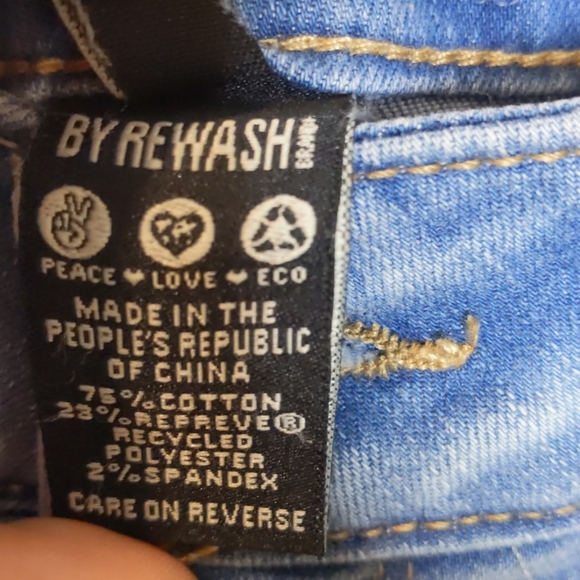 BY REWASH BRAND
PEACE ❤ LOVE ❤ ECO
MADE IN THE
PEOPLE'S REPUBLIC
OF CHINA
75% COTTON
23% REPREVE®
RECYCLED
POLYESTER
2% SPANDEX
CARE ON REVERSE